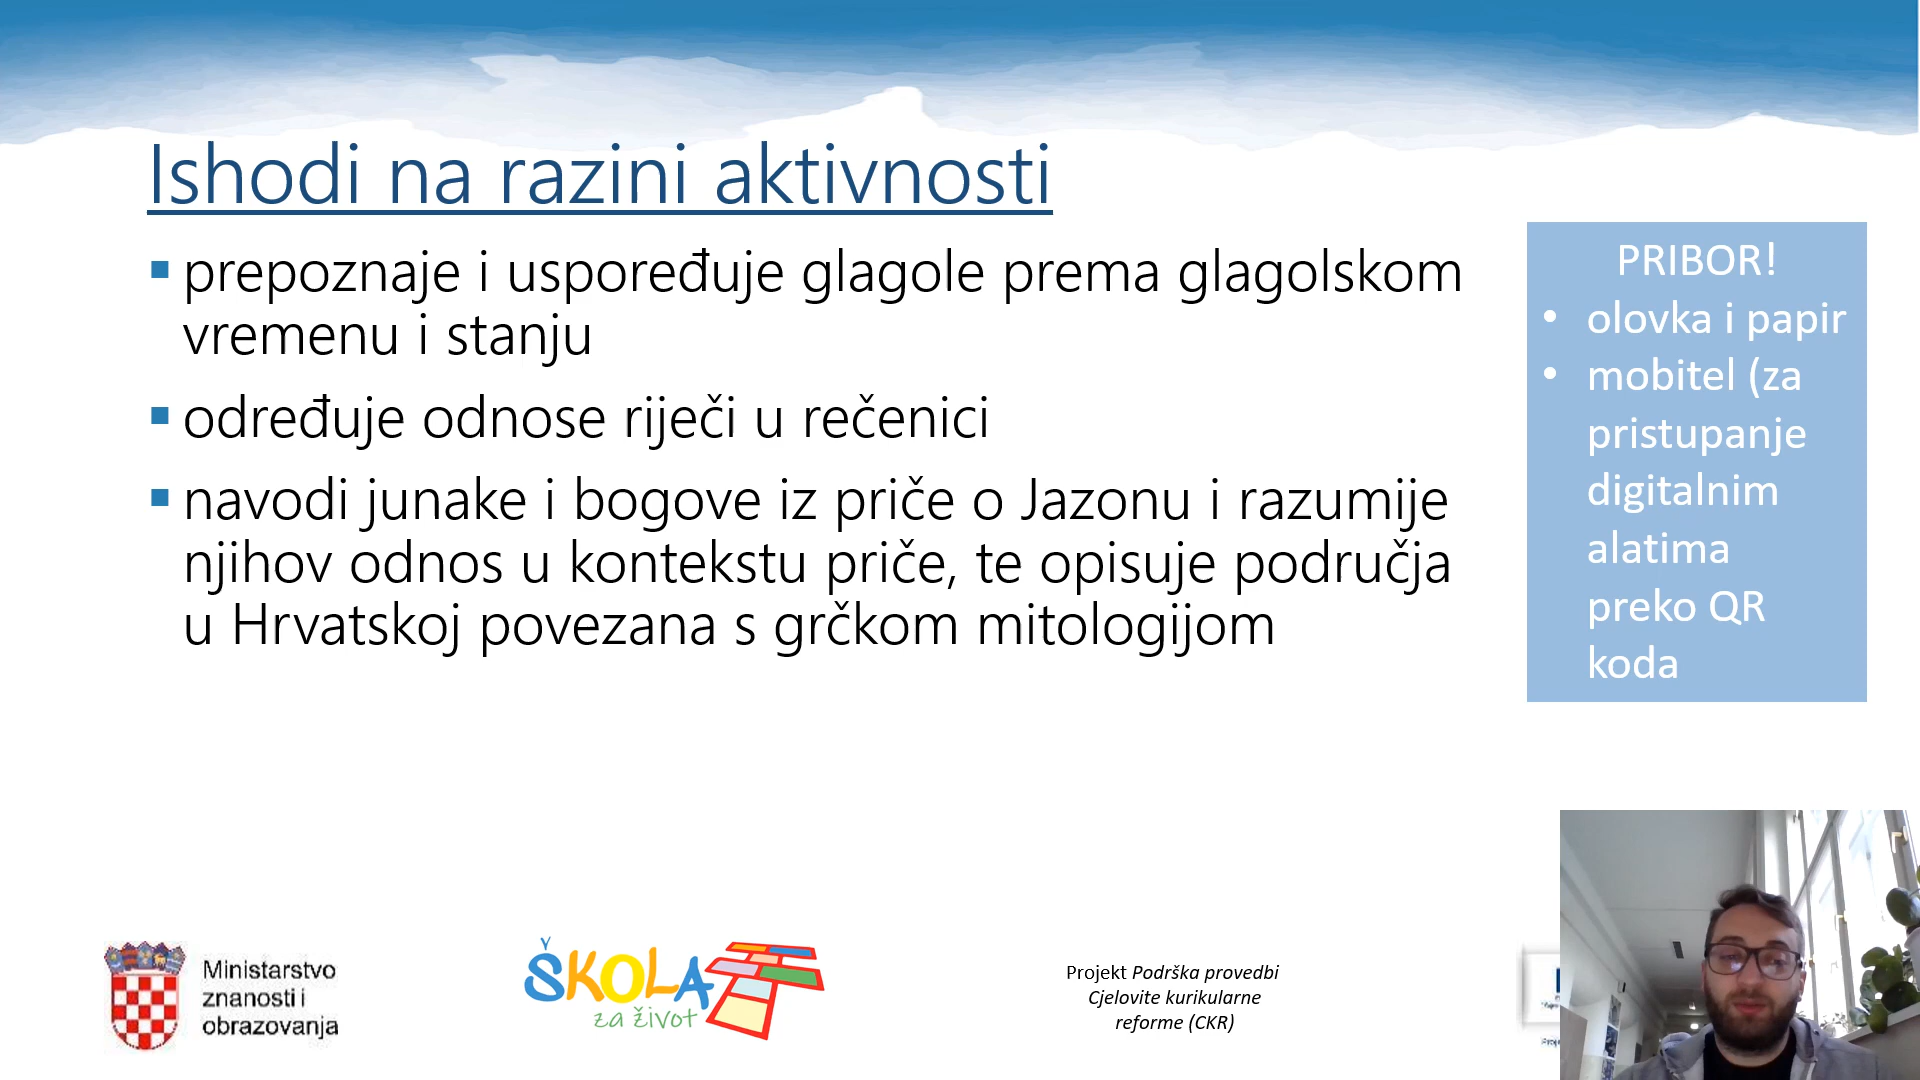 Ishodi na razini aktivnosti
prepoznaje i uspoređuje glagole prema glagolskom
vremenu i stanju
određuje odnose riječi u rečenici
navodi junake i bogove iz priče o Jazonu i razumije
njihov odnos u kontekstu priče, te opisuje područja
u Hrvatskoj povezana s grčkom mitologijom
PRIBOR!
• olovka i papir
• mobitel (za
pristupanje
digitalnim
alatima
preko QR
koda
Ministarstvo
znanosti i
obrazovanja
ŠKOLA
za život
Projekt Podrška provedbi
Cjelovite kurikularne
reforme (CKR)